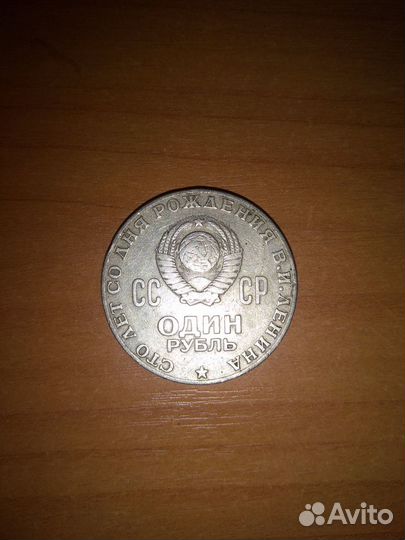 СТО ЛЕТ СО ДНЯ РОЖДЕНИЯ В.И.ЛЕНИНА
СС СР
ОДИН
РУБЛЬ
Avito